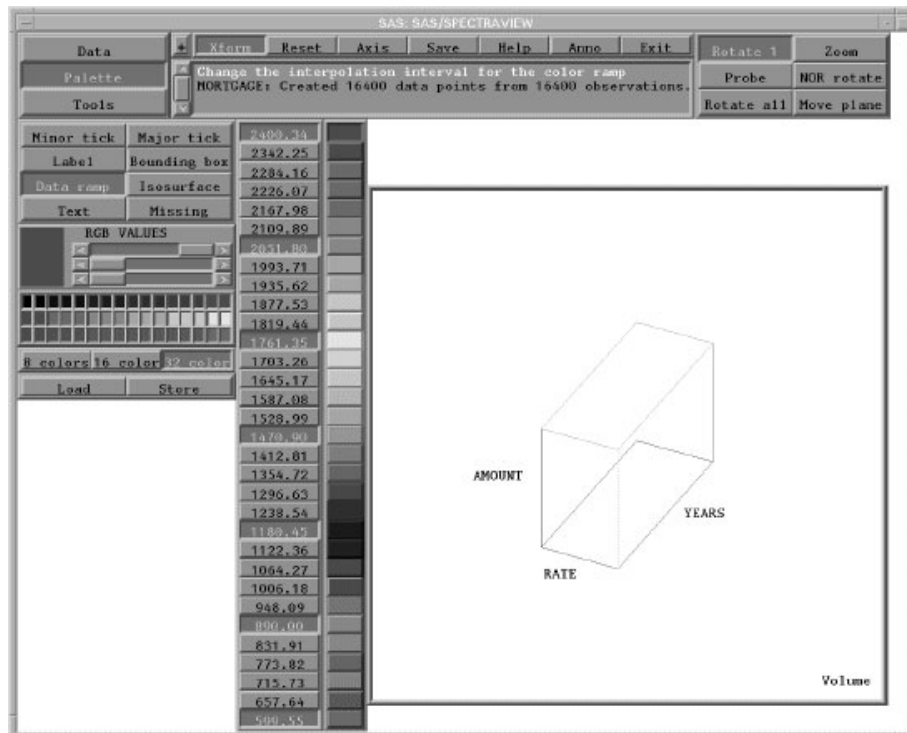 SAS: SAS/SPECTRAVIEW
Data
Palette
Tools
+ Xform Reset Axis Save Help Anno Exit
Change the interpolation interval for the color ramp
MORTGAGE: Created 16400 data points from 16400 observations.
Rotate 1 Zoom
Probe NOR rotate
Rotate all Move plane
Minor tick Major tick
Label Bounding box
Data ramp Isosurface
Text Missing
RGB VALUES
8 colors 16 color 32 color
Load Store
2400.34
2342.25
2284.16
2226.07
2167.98
2109.89
2051.80
1993.71
1935.62
1877.53
1819.44
1761.35
1703.26
1645.17
1587.08
1528.99
1470.90
1412.81
1354.72
1296.63
1238.54
1180.45
1122.36
1064.27
1006.18
948.09
890.00
831.91
773.82
715.73
657.64
599.55
AMOUNT
YEARS
RATE
Volume